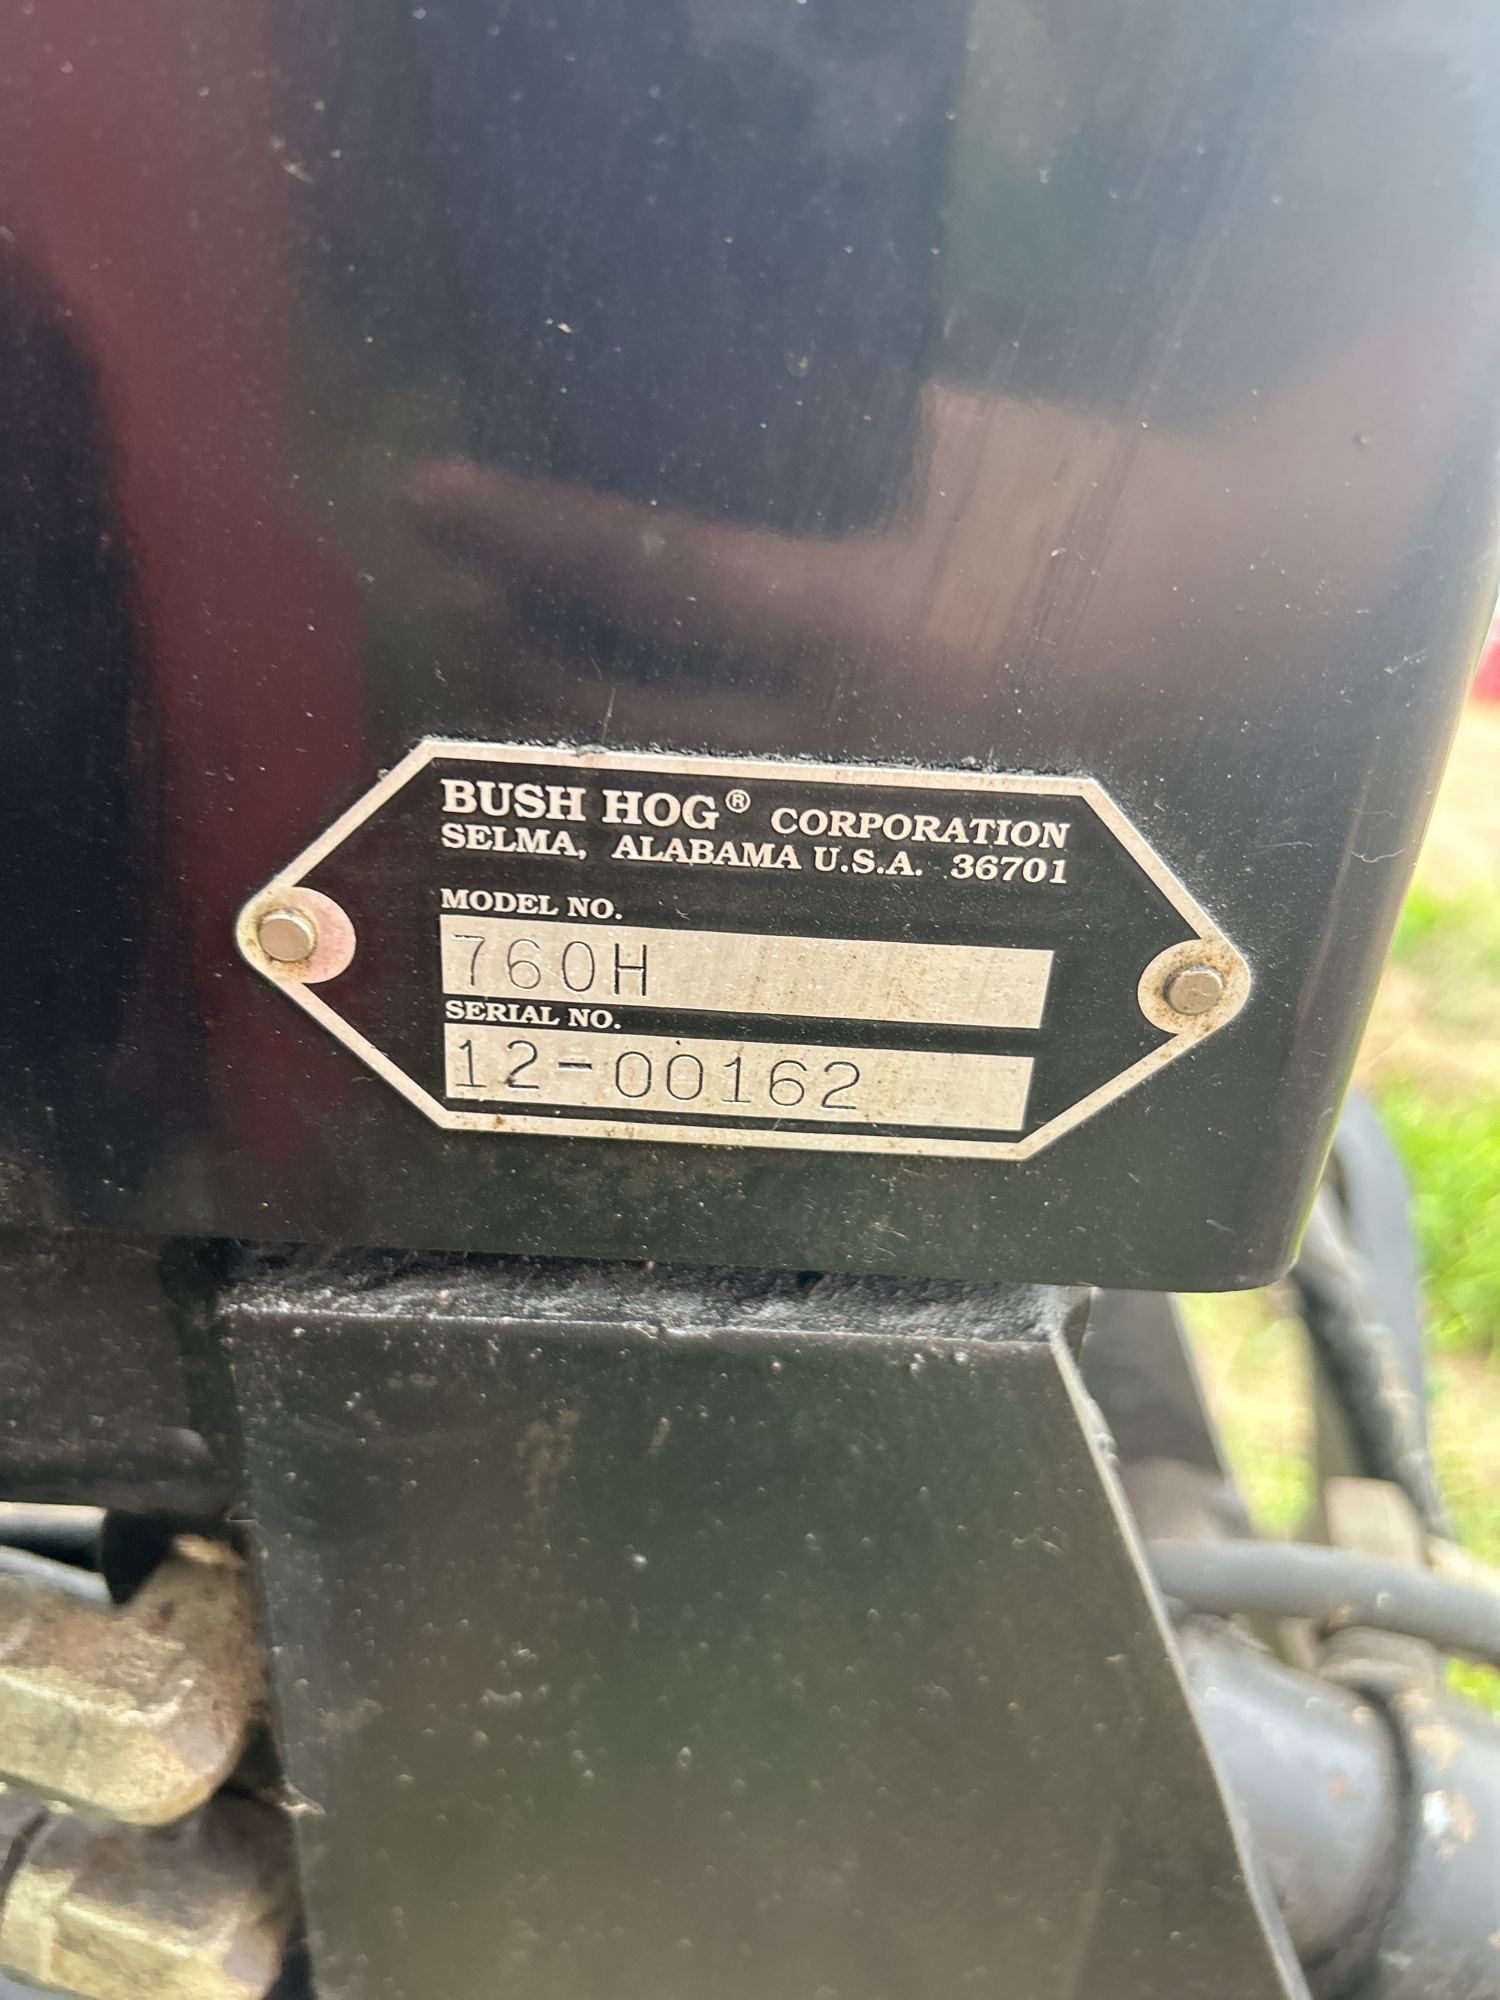 BUSH HOG® CORPORATION
SELMA, ALABAMA U.S.A. 36701
MODEL NO.
760H
SERIAL NO.
12-00162